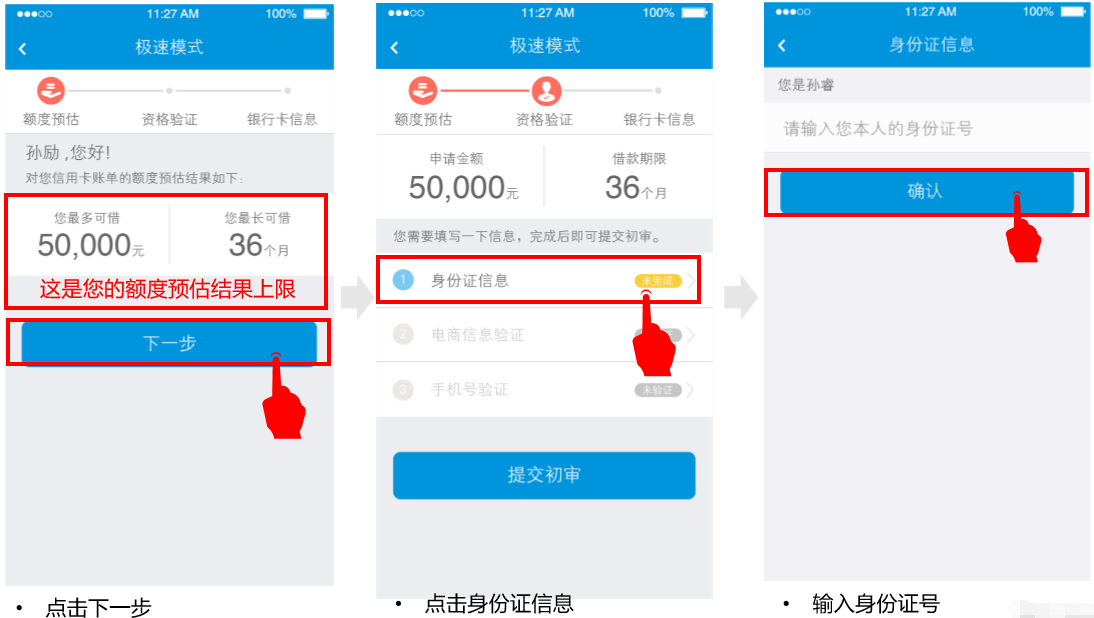 11:27 AM
100%
极速模式
额度预估
资格验证
银行卡信息
孙励 ,您好!
对您信用卡账单的额度预估结果如下:
您最多可借
您最长可借
50,000元
36个月
这是您的额度预估结果上限
下一步
点击下一步
11:27 AM
100%
极速模式
额度预估
资格验证
银行卡信息
申请金额
借款期限
50,000元
36个月
您需要填写一下信息，完成后即可提交初审。
1 身份证信息 未完成
2 电商信息验证
3 手机号验证 未验证
提交初审
点击身份证信息
11:27 AM
100%
身份证信息
您是孙睿
请输入您本人的身份证号
确认
输入身份证号